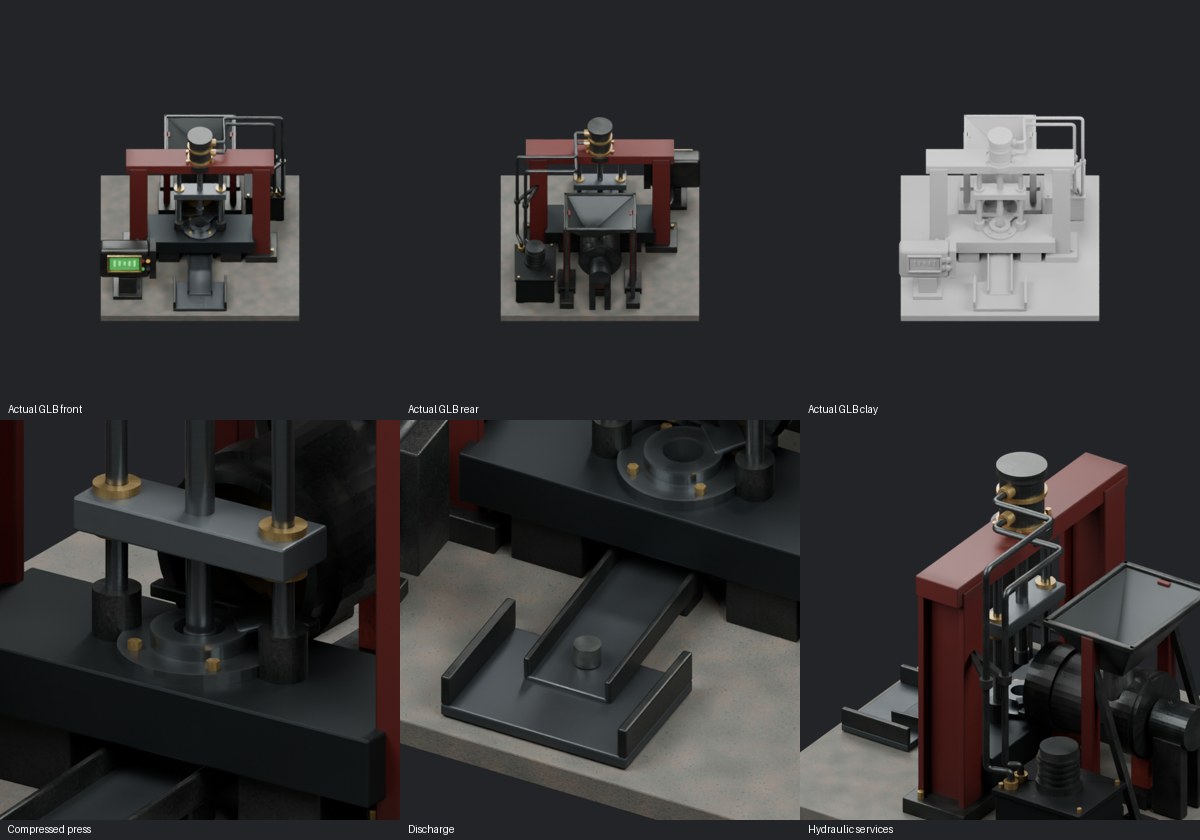 Actual GLB front
Actual GLB rear
Actual GLB clay
Compressed press
Discharge
Hydraulic services